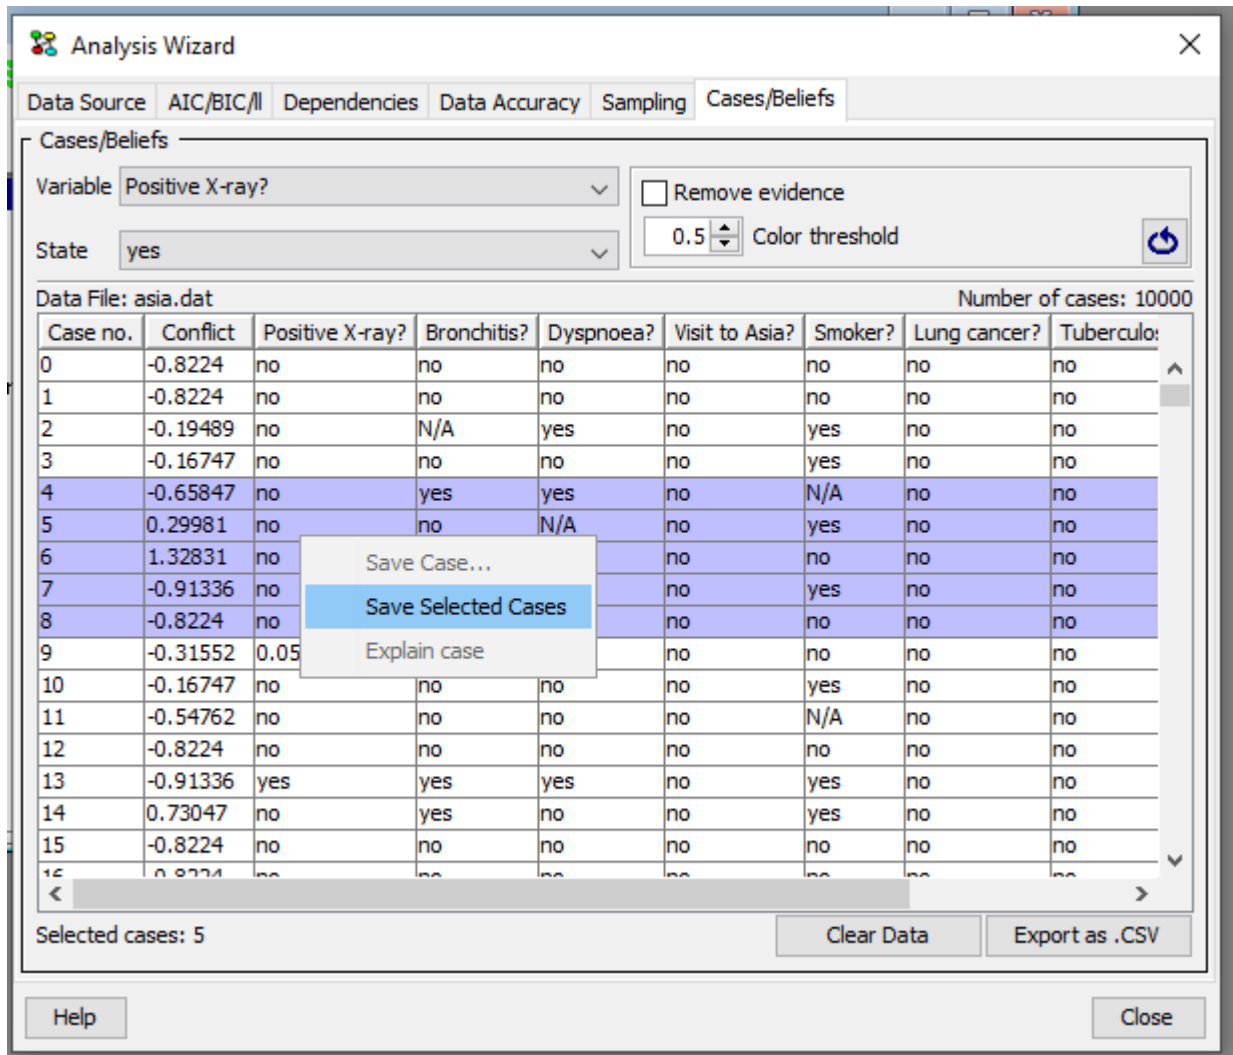 Analysis Wizard
Data Source AIC/BIC/ll Dependencies Data Accuracy Sampling Cases/Beliefs
Cases/Beliefs
Variable Positive X-ray? Remove evidence
0.5 Color threshold
State yes
Data File: asia.dat Number of cases: 10000
Case no. Conflict Positive X-ray? Bronchitis? Dyspnoea? Visit to Asia? Smoker? Lung cancer? Tuberculo
0 -0.8224 no no no no no no no
1 -0.8224 no no no no no no no
2 -0.19489 no N/A yes no yes no no
3 -0.16747 no no no no yes no no
4 -0.65847 no yes yes no N/A no no
5 0.29981 no no N/A no yes no no
6 1.32831 no no no no no
Save Case...
7 -0.91336 no no yes no no
Save Selected Cases
8 -0.8224 no no no no no
9 -0.31552 0.05 no no no no
Explain case
10 -0.16747 no no no no yes no no
11 -0.54762 no no no no N/A no no
12 -0.8224 no no no no no no no
13 -0.91336 yes yes yes no yes no no
14 0.73047 no yes no no yes no no
15 -0.8224 no no no no no no no
Selected cases: 5 Clear Data Export as .CSV
Help Close